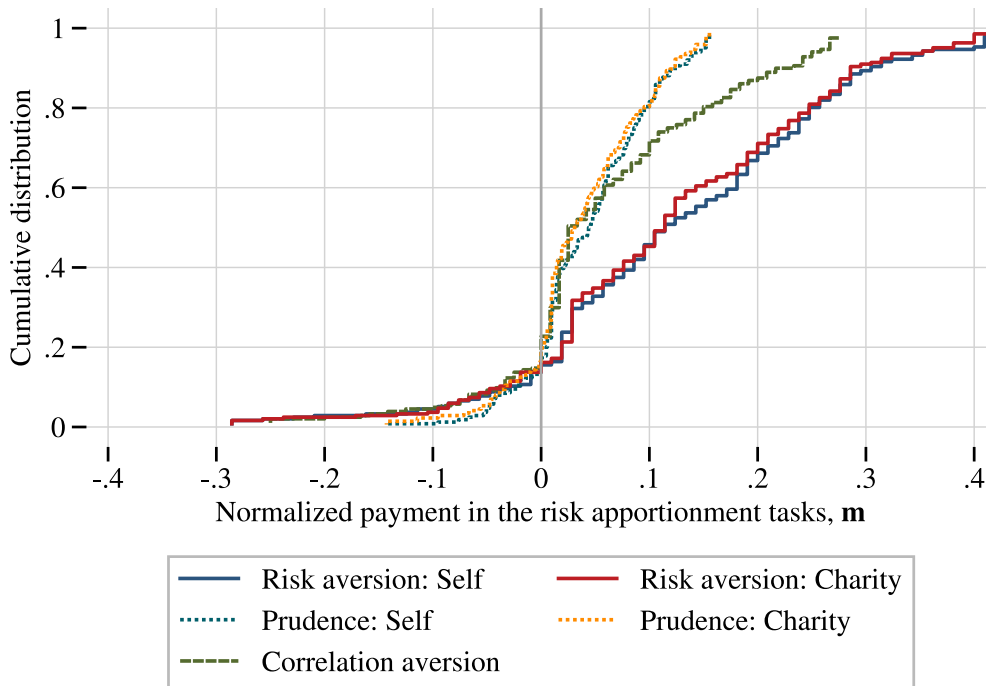 1
.8
.6
.4
.2
0
Cumulative distribution
-.4 -.3 -.2 -.1 0 .1 .2 .3 .4
Normalized payment in the risk apportionment tasks, m
Risk aversion: Self Risk aversion: Charity
Prudence: Self Prudence: Charity
Correlation aversion